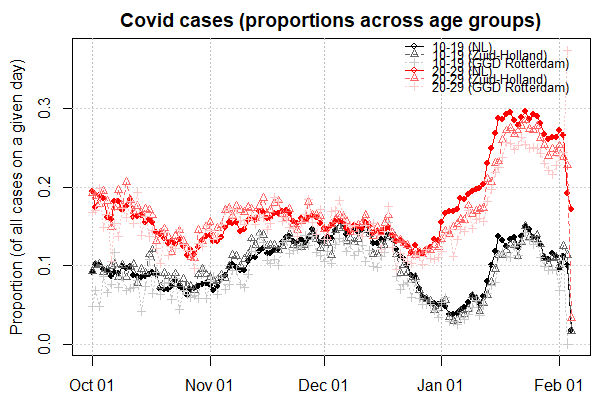 Covid cases (proportions across age groups)
10-19 (NL)
10-19 (Zuid-Holland)
10-19 (GGD Rotterdam)
20-29 (NL)
20-29 (Zuid-Holland)
20-29 (GGD Rotterdam)
Proportion (of all cases on a given day)
0.3
0.2
0.1
0.0
Oct 01
Nov 01
Dec 01
Jan 01
Feb 01